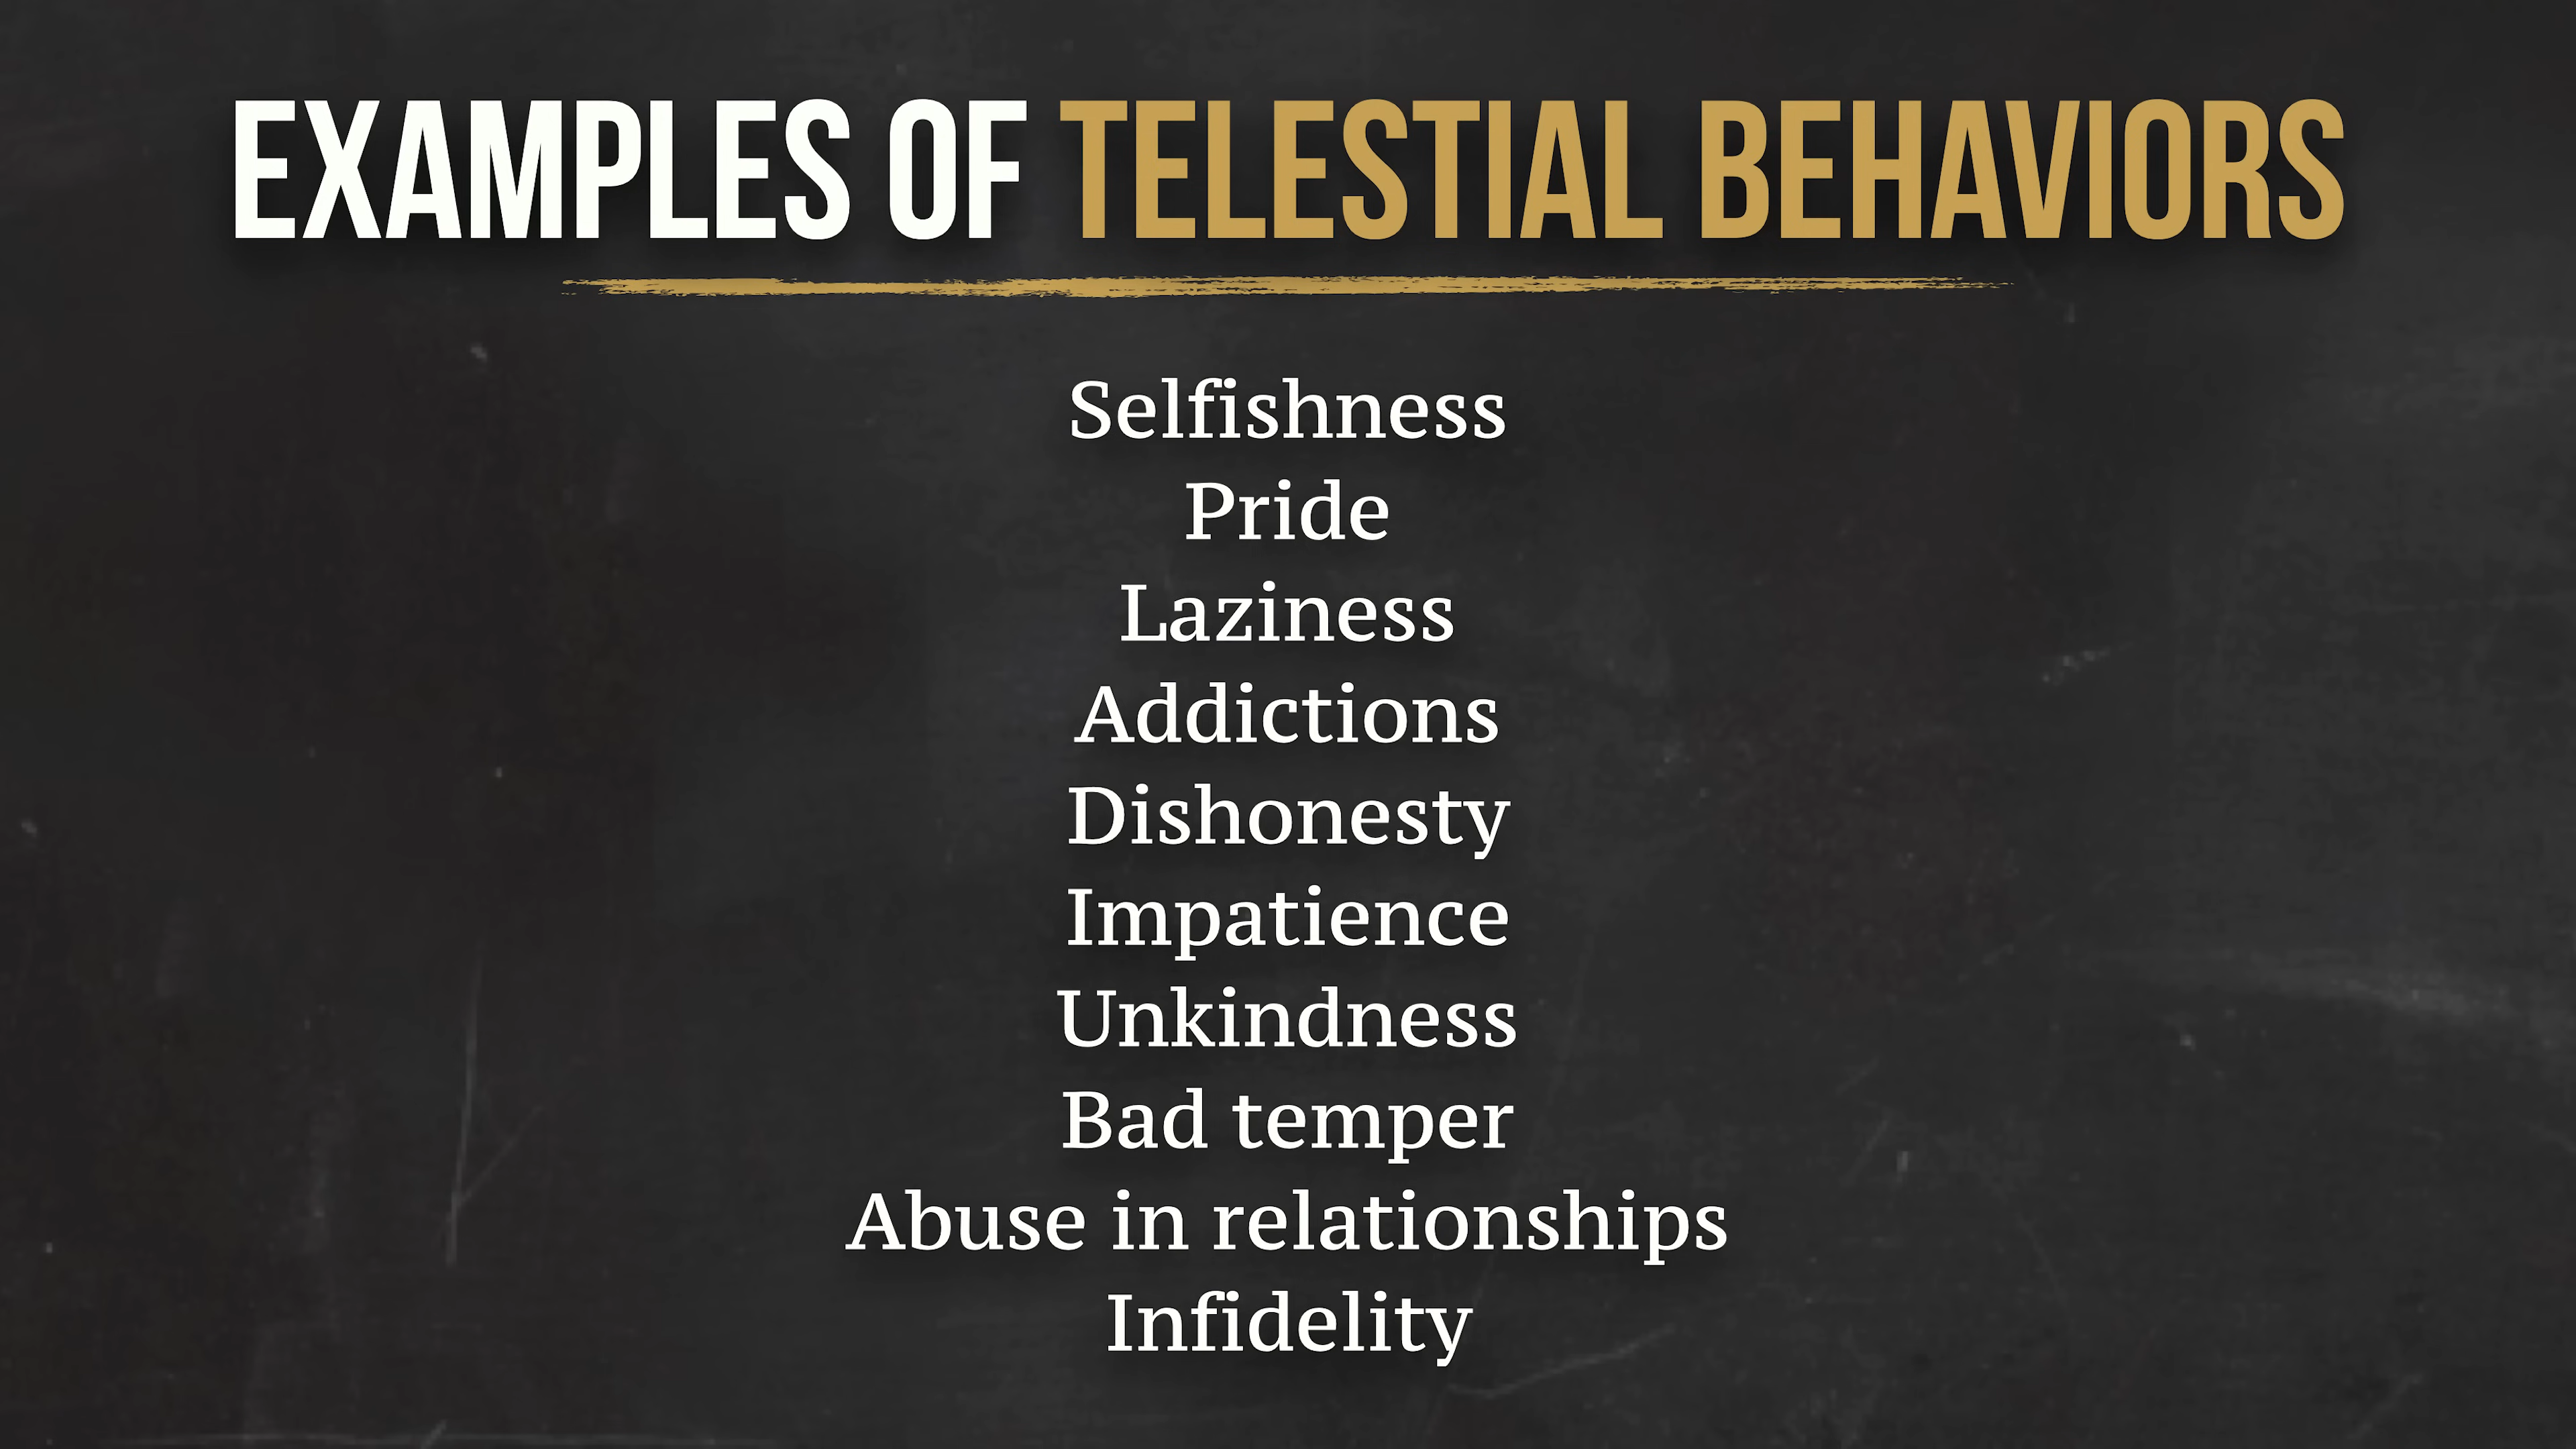 EXAMPLES OF TELESTIAL BEHAVIORS
Selfishness
Pride
Laziness
Addictions
Dishonesty
Impatience
Unkindness
Bad temper
Abuse in relationships
Infidelity